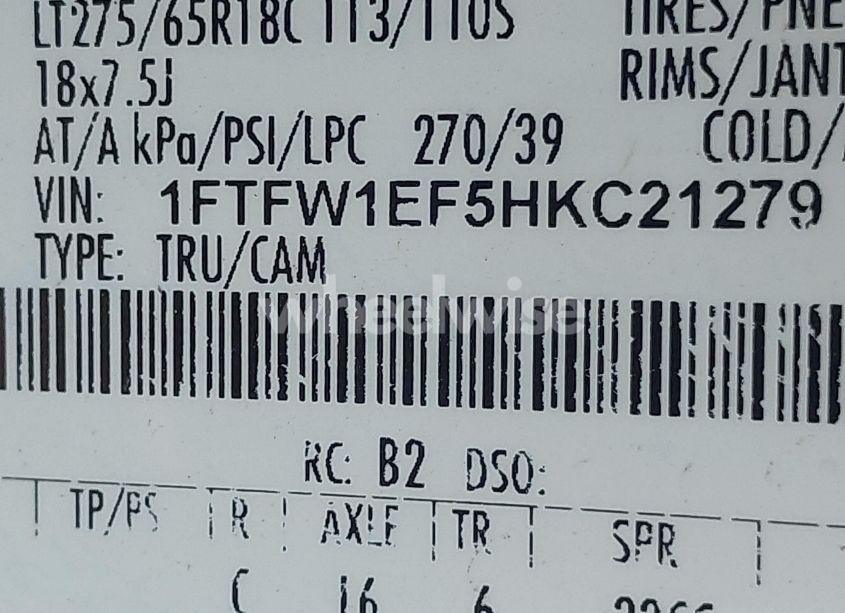 LT275/65R18C 113/110S TIRES/PNE
18x7.5J RIMS/JANT
AT/A kPa/PSI/LPC 270/39 COLD/
VIN: 1FTFW1EF5HKC21279
TYPE: TRU/CAM
wheelwise
RC: B2 DSO:
TP/PS R AXLE TR SPR
C 16 6